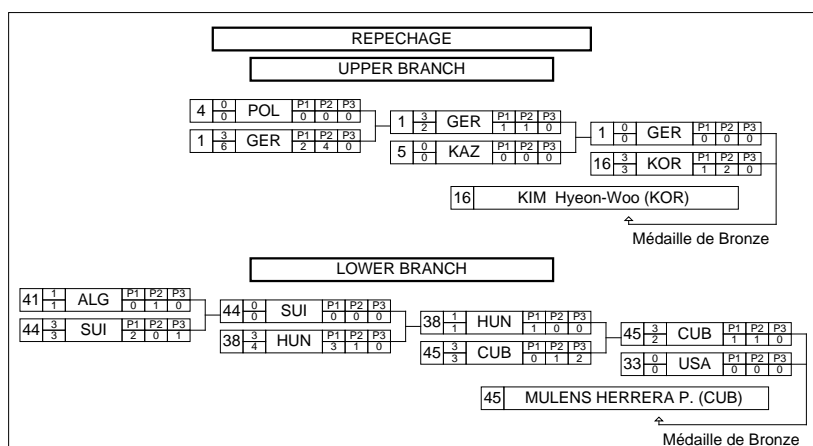 REPECHAGE
UPPER BRANCH
4 0 0 POL P1 P2 P3 0 0 0
1 3 6 GER P1 P2 P3 2 4 0
1 3 2 GER P1 P2 P3 1 1 0
5 0 0 KAZ P1 P2 P3 0 0 0
1 0 0 GER P1 P2 P3 0 0 0
16 3 3 KOR P1 P2 P3 1 2 0
16 KIM Hyeon-Woo (KOR)
Médaille de Bronze
LOWER BRANCH
41 1 1 ALG P1 P2 P3 0 1 0
44 3 3 SUI P1 P2 P3 2 0 1
44 0 0 SUI P1 P2 P3 0 0 0
38 3 4 HUN P1 P2 P3 3 1 0
38 1 1 HUN P1 P2 P3 1 0 0
45 3 3 CUB P1 P2 P3 0 1 2
45 3 2 CUB P1 P2 P3 1 1 0
33 0 0 USA P1 P2 P3 0 0 0
45 MULENS HERRERA P. (CUB)
Médaille de Bronze